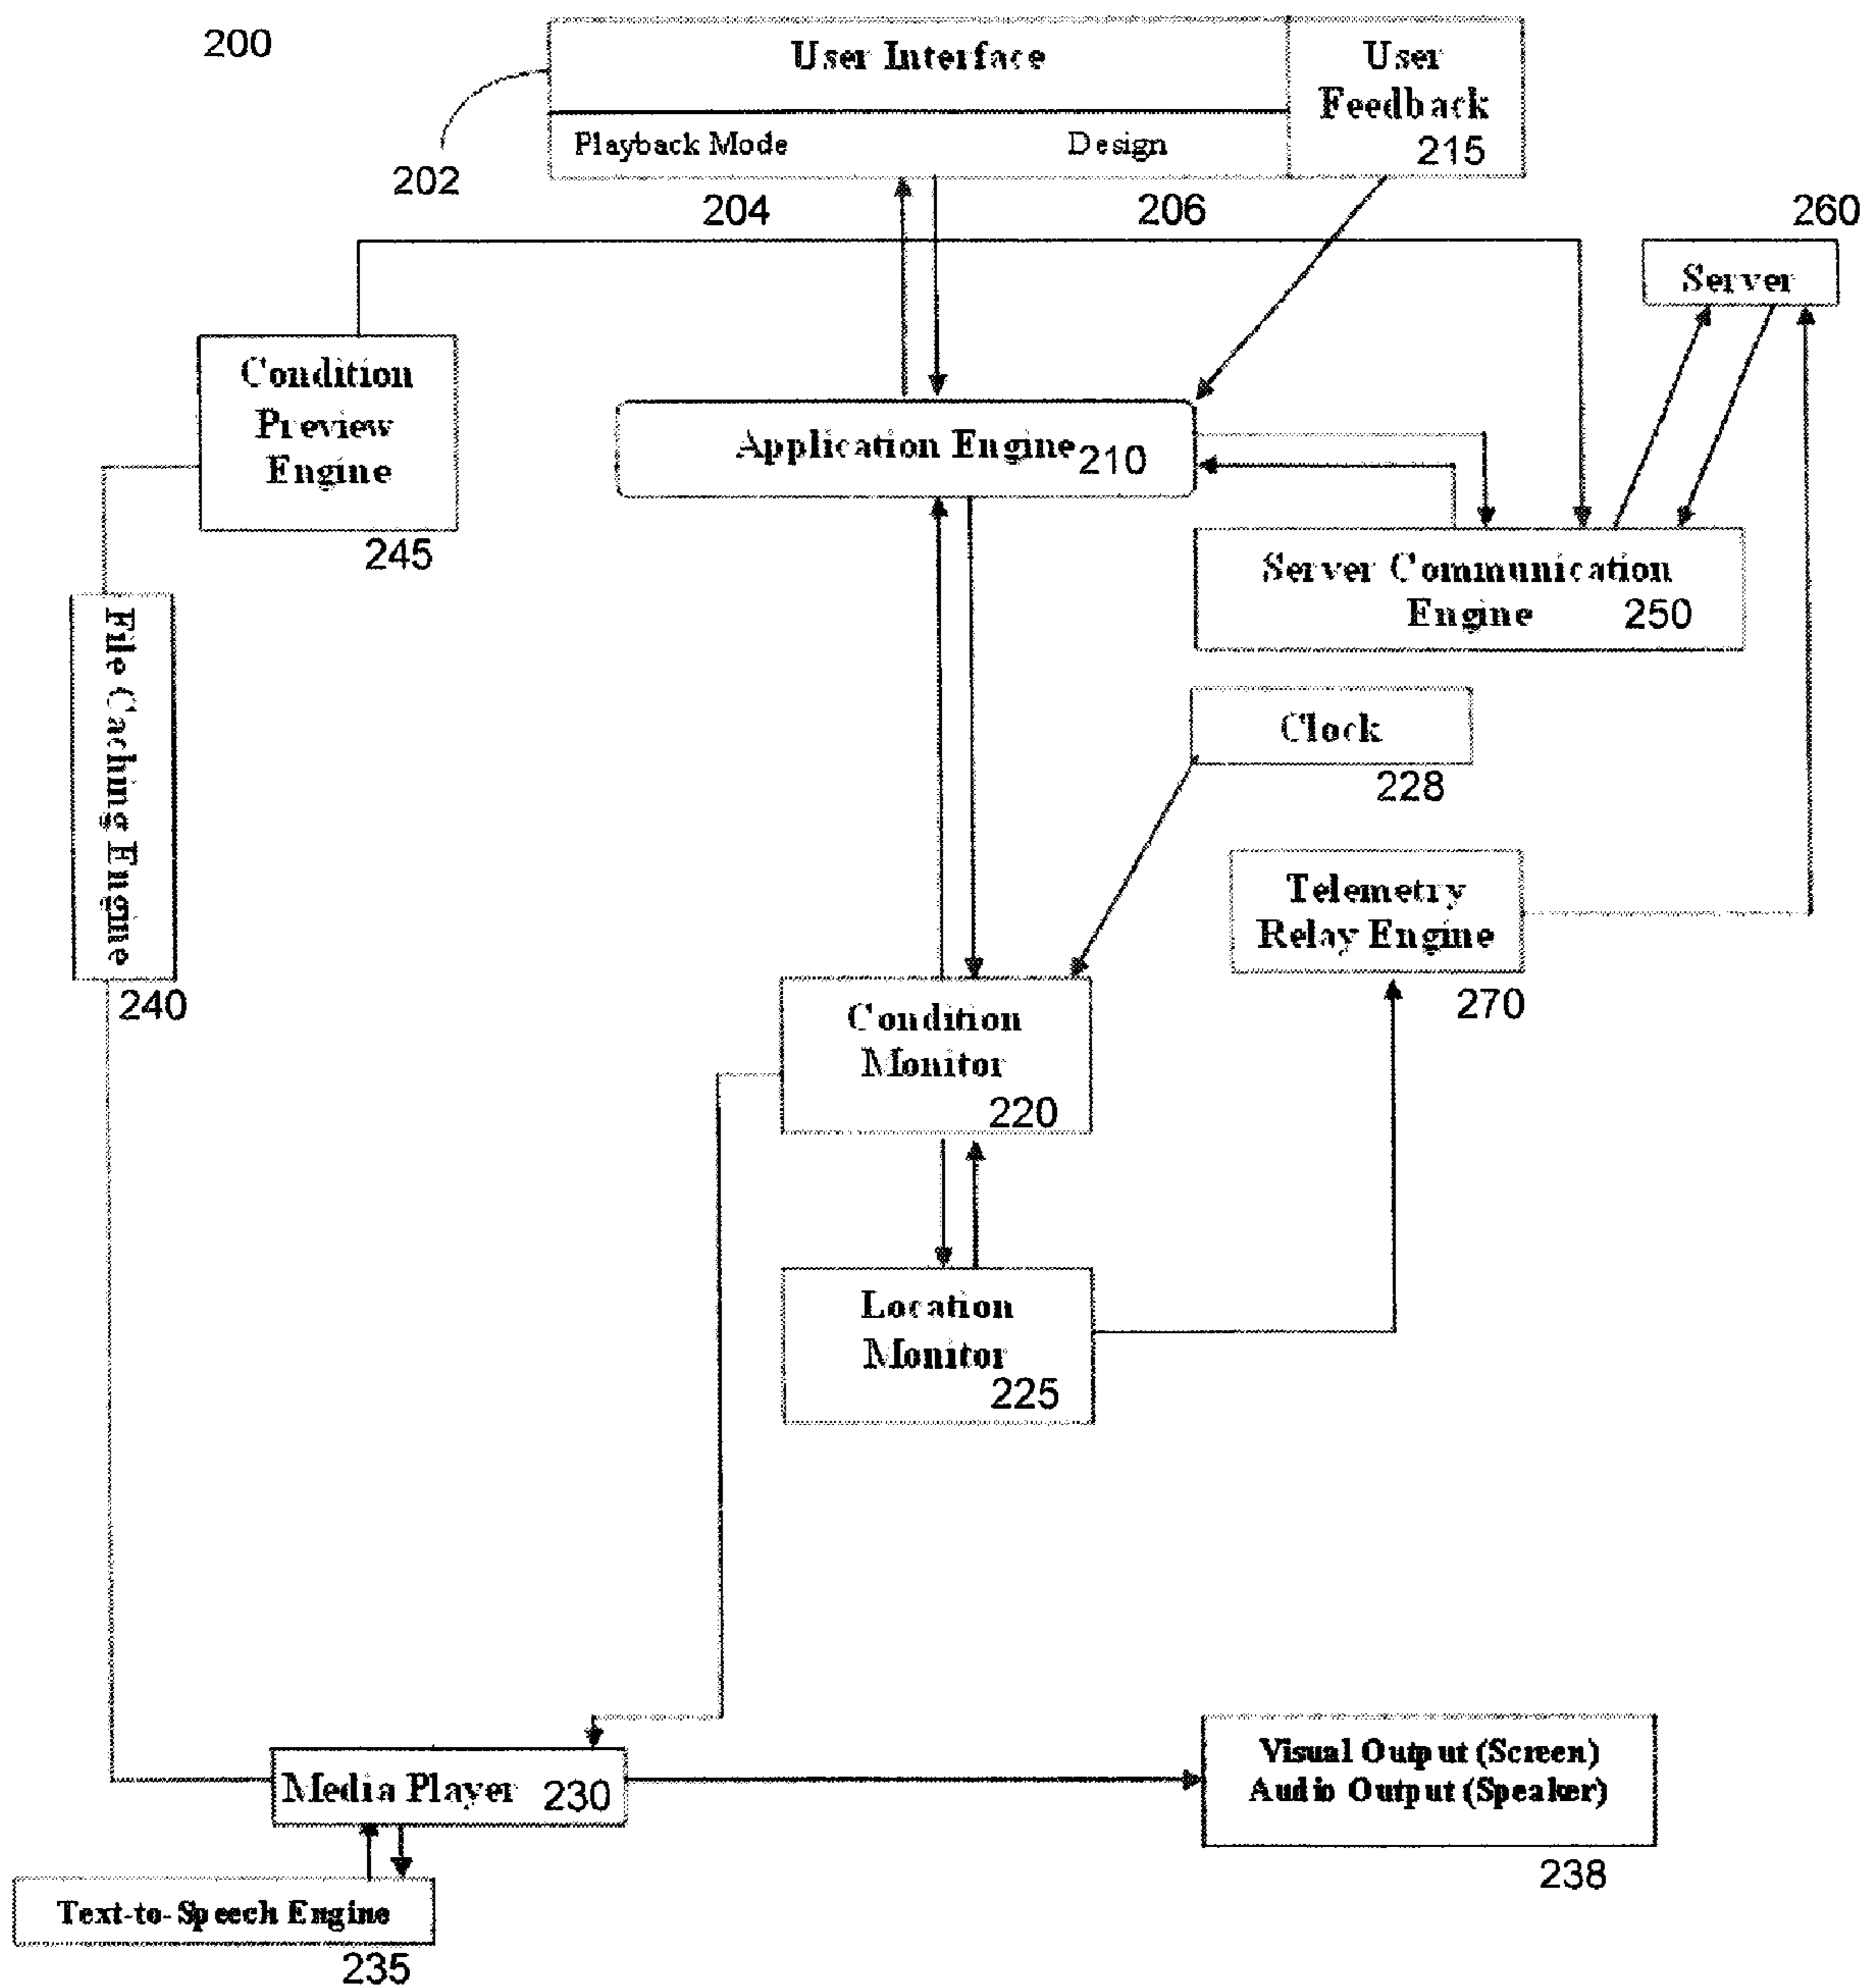 200
User Interface
User
Feedback
215
Playback Mode
Design
202
204
206
260
Server
Condition
Preview
Engine
245
Application Engine 210
Server Communication
Engine 250
File Caching Engine
240
Clock
228
Telemetry
Relay Engine
270
Condition
Monitor
220
Location
Monitor
225
Media Player 230
Visual Output (Screen)
Audio Output (Speaker)
238
Text-to-Speech Engine
235